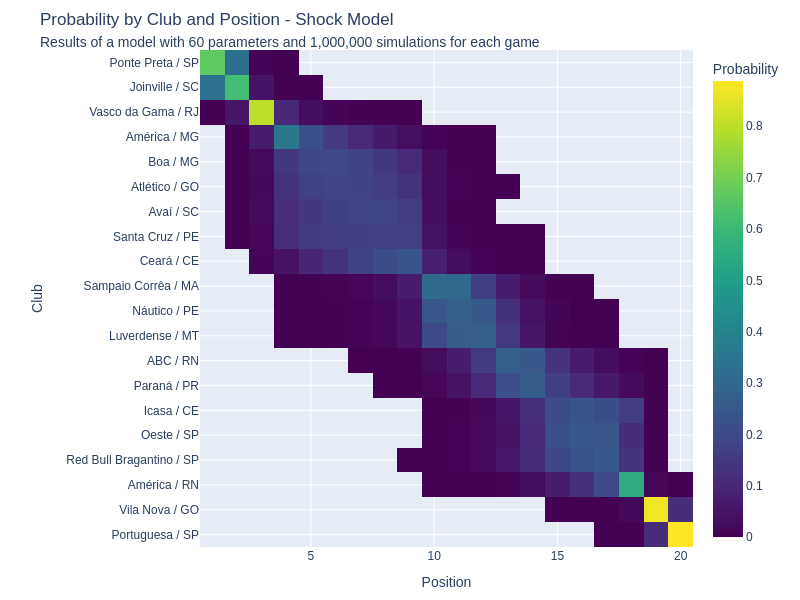 Probability by Club and Position - Shock Model
Results of a model with 60 parameters and 1,000,000 simulations for each game
Probability
Ponte Preta / SP
Joinville / SC
Vasco da Gama / RJ
América / MG
Boa / MG
Atlético / GO
Avaí / SC
Santa Cruz / PE
Ceará / CE
Sampaio Corrêa / MA
Náutico / PE
Luverdense / MT
ABC / RN
Paraná / PR
Icasa / CE
Oeste / SP
Red Bull Bragantino / SP
América / RN
Vila Nova / GO
Portuguesa / SP
Club
5
10
15
20
Position
0.8
0.7
0.6
0.5
0.4
0.3
0.2
0.1
0